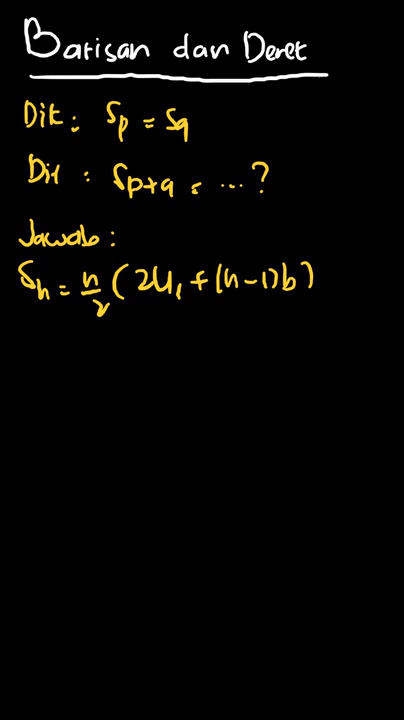 Barisan dan Deret
Dik: Sp = Sq
Dit: Sp+q = ...?
Jawab:
Sn = n/2 (2U1 + (n-1)b)